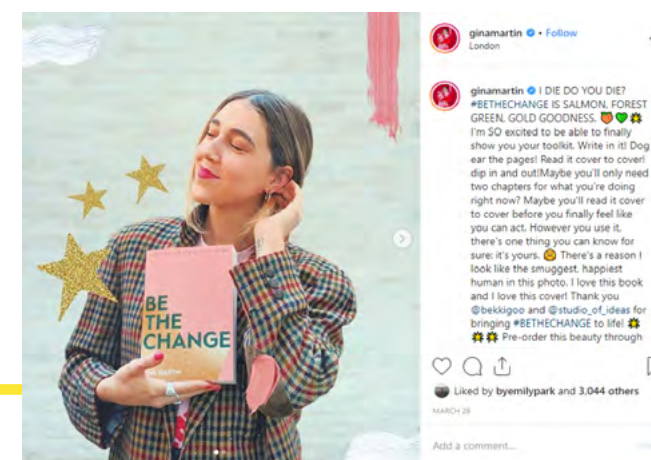 ginamartin • Follow
London
ginamartin I DIE DO YOU DIE?
#BETHECHANGE IS SALMON, FOREST
GREEN, GOLD GOODNESS. 🍑💚💥
I'm SO excited to be able to finally
show you your toolkit. Write in it! Dog
ear the pages! Read it cover to cover!
dip in and out!Maybe you'll only need
two chapters for what you're doing
right now? Maybe you'll read it cover
to cover before you finally feel like
you can act. However you use it,
there's one thing you can know for
sure: it's yours. 🤗 There's a reason I
look like the smuggest, happiest
human in this photo. I love this book
and I love this cover! Thank you
@bekkigoo and @studio_of_ideas for
bringing #BETHECHANGE to life! 💥
💥💥 Pre-order this beauty through
Liked by byemilypark and 3,044 others
MARCH 28
Add a comment...
BE
THE
CHANGE